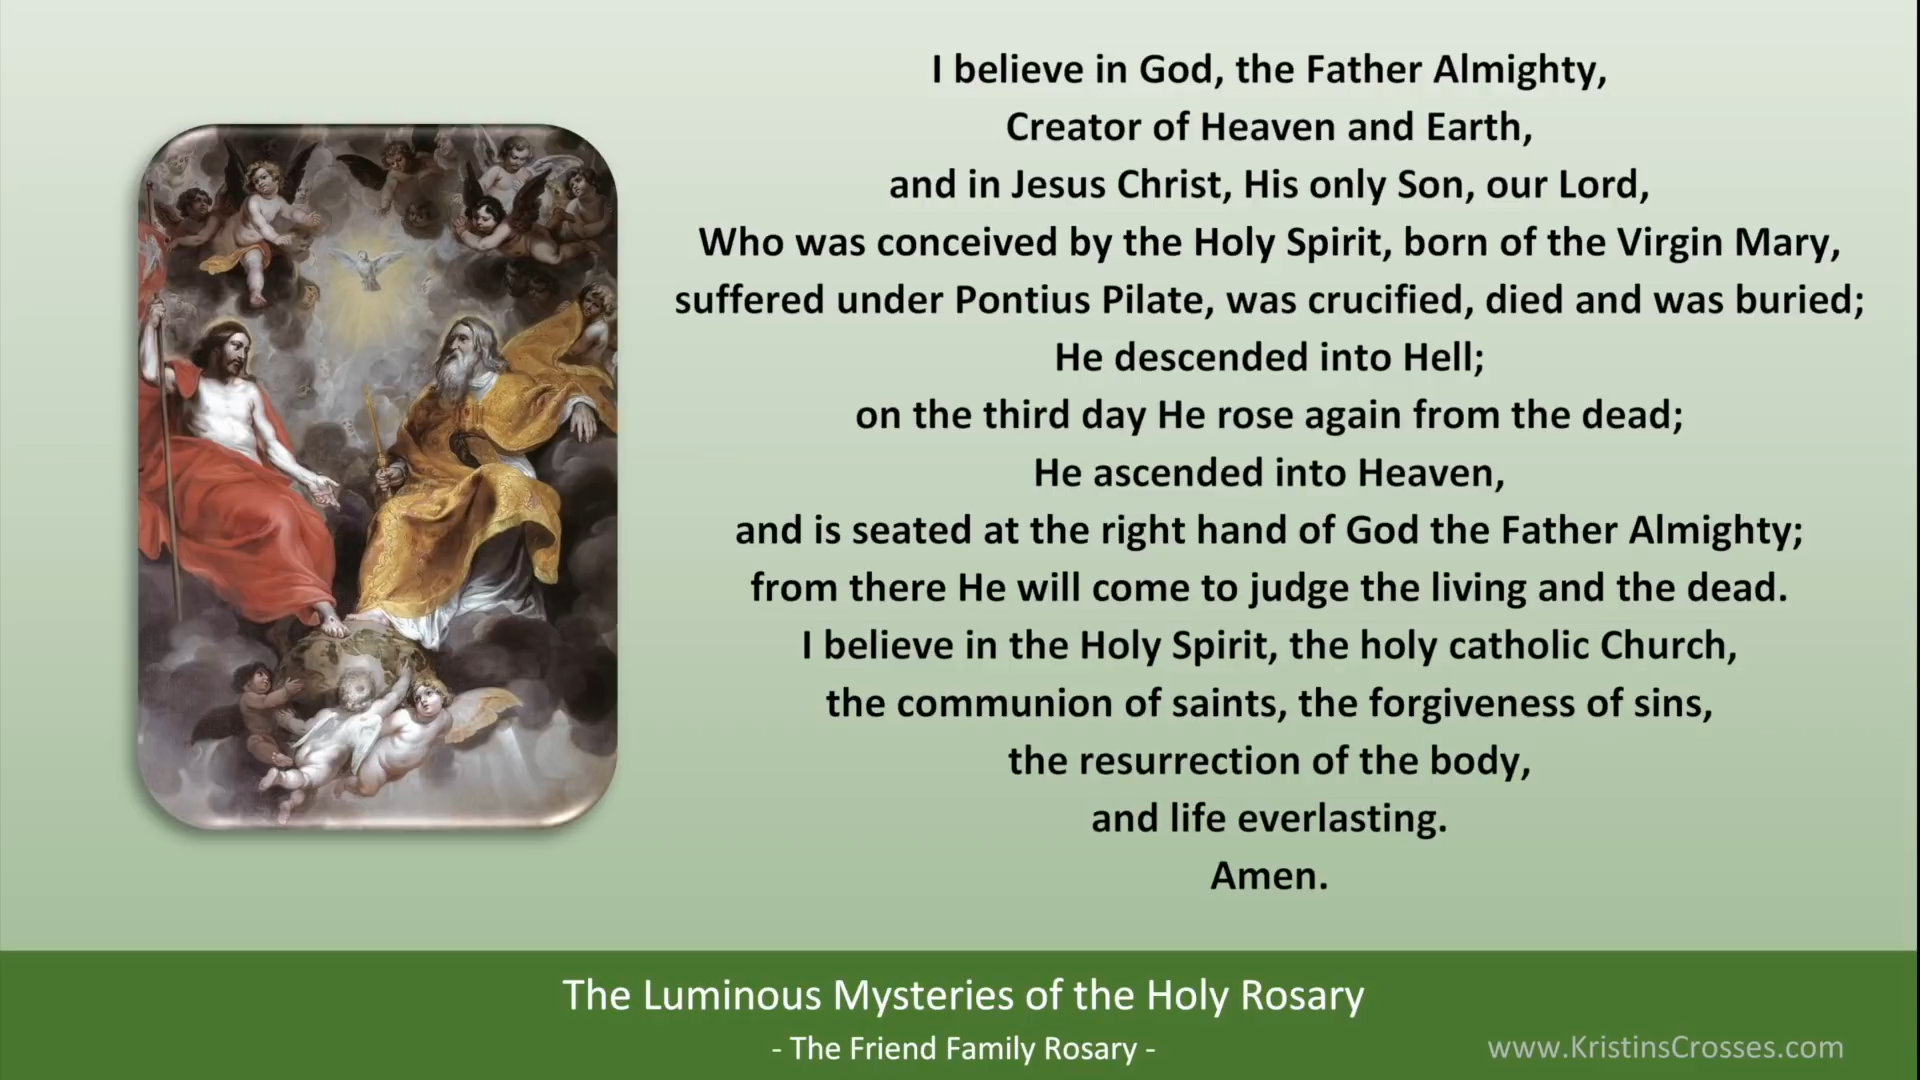 I believe in God, the Father Almighty,
Creator of Heaven and Earth,
and in Jesus Christ, His only Son, our Lord,
Who was conceived by the Holy Spirit, born of the Virgin Mary,
suffered under Pontius Pilate, was crucified, died and was buried;
He descended into Hell;
on the third day He rose again from the dead;
He ascended into Heaven,
and is seated at the right hand of God the Father Almighty;
from there He will come to judge the living and the dead.
I believe in the Holy Spirit, the holy catholic Church,
the communion of saints, the forgiveness of sins,
the resurrection of the body,
and life everlasting.
Amen.
The Luminous Mysteries of the Holy Rosary
- The Friend Family Rosary -
www.KristinsCrosses.com